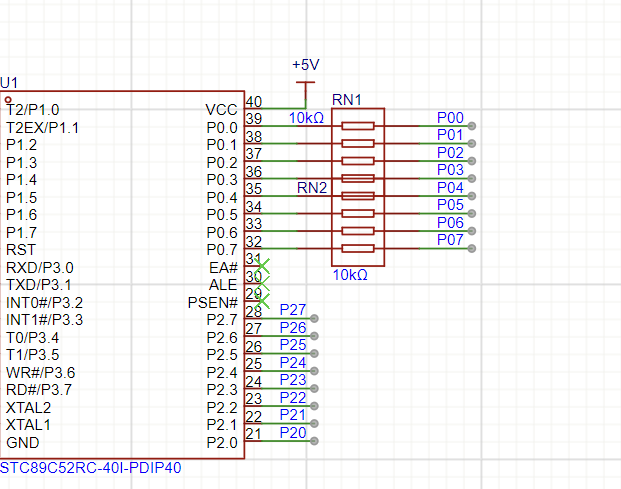 +5V
U1
T2/P1.0
VCC
40
RN1
T2EX/P1.1
P0.0
39
10kΩ
P00
P1.2
P0.1
38
P01
P1.3
P0.2
37
P02
P1.4
P0.3
36
P03
P1.5
P0.4
35
RN2
P04
P1.6
P0.5
34
P05
P1.7
P0.6
33
P06
RST
P0.7
32
P07
RXD/P3.0
EA#
31
10kΩ
TXD/P3.1
ALE
30
INT0#/P3.2
PSEN#
29
INT1#/P3.3
P2.7
28
P27
T0/P3.4
P2.6
27
P26
T1/P3.5
P2.5
26
P25
WR#/P3.6
P2.4
25
P24
RD#/P3.7
P2.3
24
P23
XTAL2
P2.2
23
P22
XTAL1
P2.1
22
P21
GND
P2.0
21
P20
STC89C52RC-40I-PDIP40